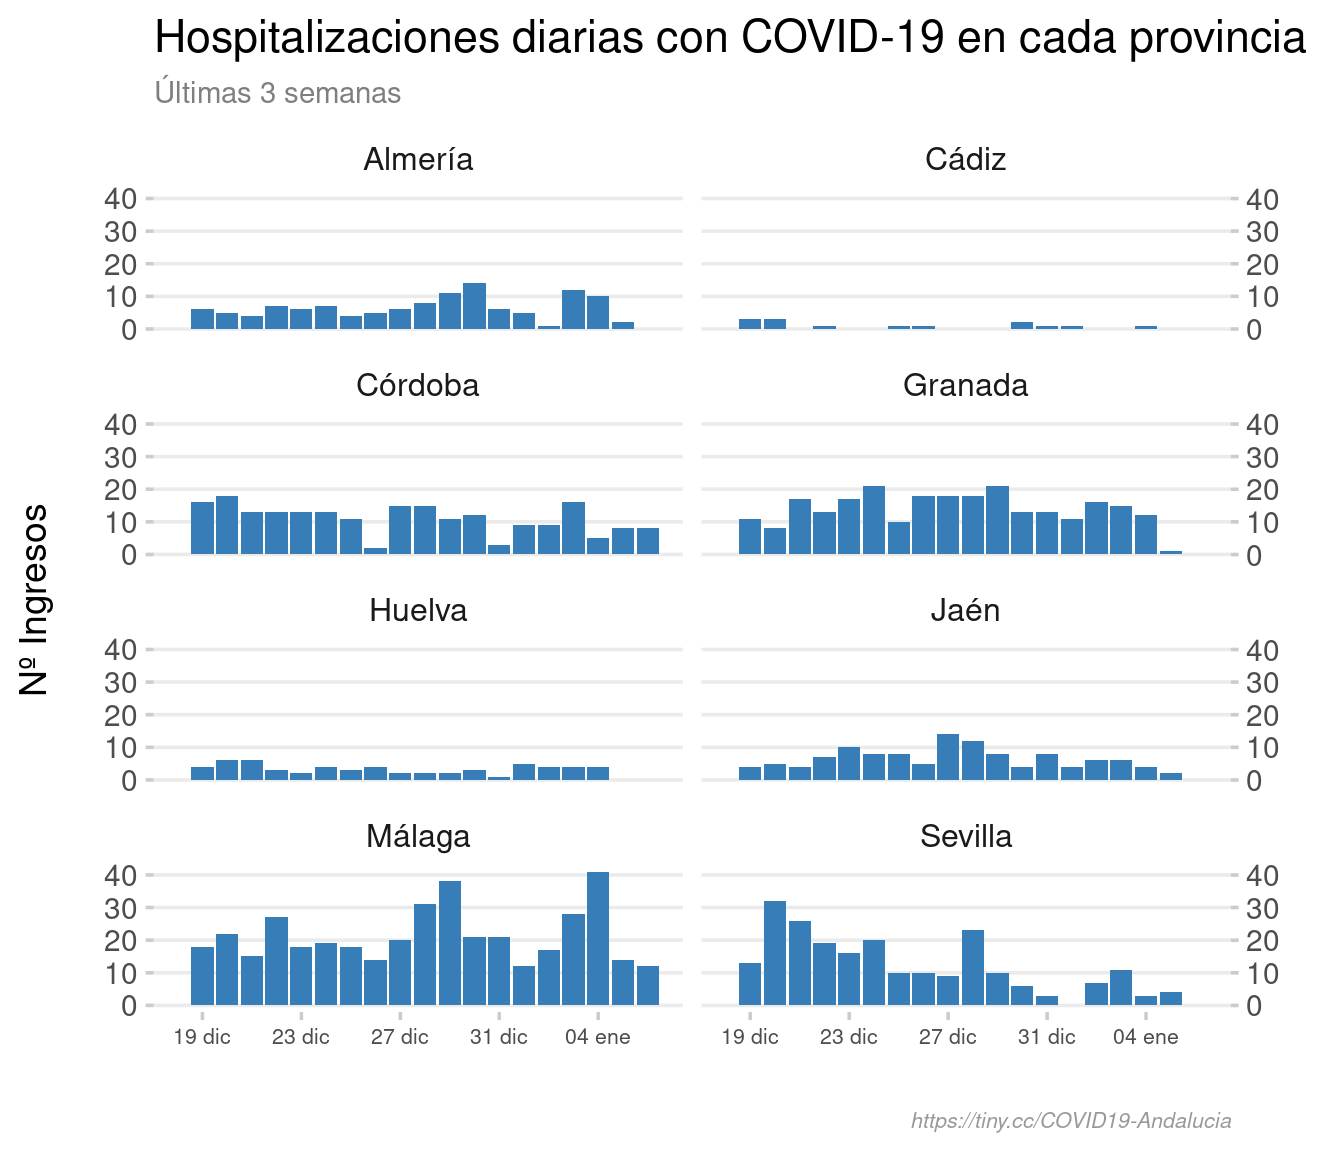 Hospitalizaciones diarias con COVID-19 en cada provincia
Últimas 3 semanas
Almería
Cádiz
40
30
20
10
0
40
30
20
10
0
Córdoba
Granada
40
30
20
10
0
40
30
20
10
0
Nº Ingresos
Huelva
Jaén
40
30
20
10
0
40
30
20
10
0
Málaga
Sevilla
40
30
20
10
0
40
30
20
10
0
19 dic 23 dic 27 dic 31 dic 04 ene
19 dic 23 dic 27 dic 31 dic 04 ene
https://tiny.cc/COVID19-Andalucia